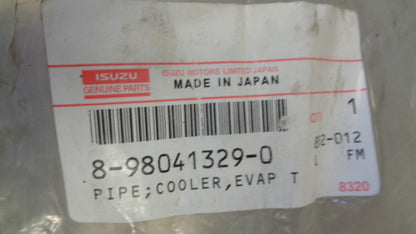 ISUZU
GENUINE PARTS
ISUZU MOTORS LIMITED JAPAN
MADE IN JAPAN
1
8-98041329-0
FM
PIPE;COOLER,EVAP T
8320